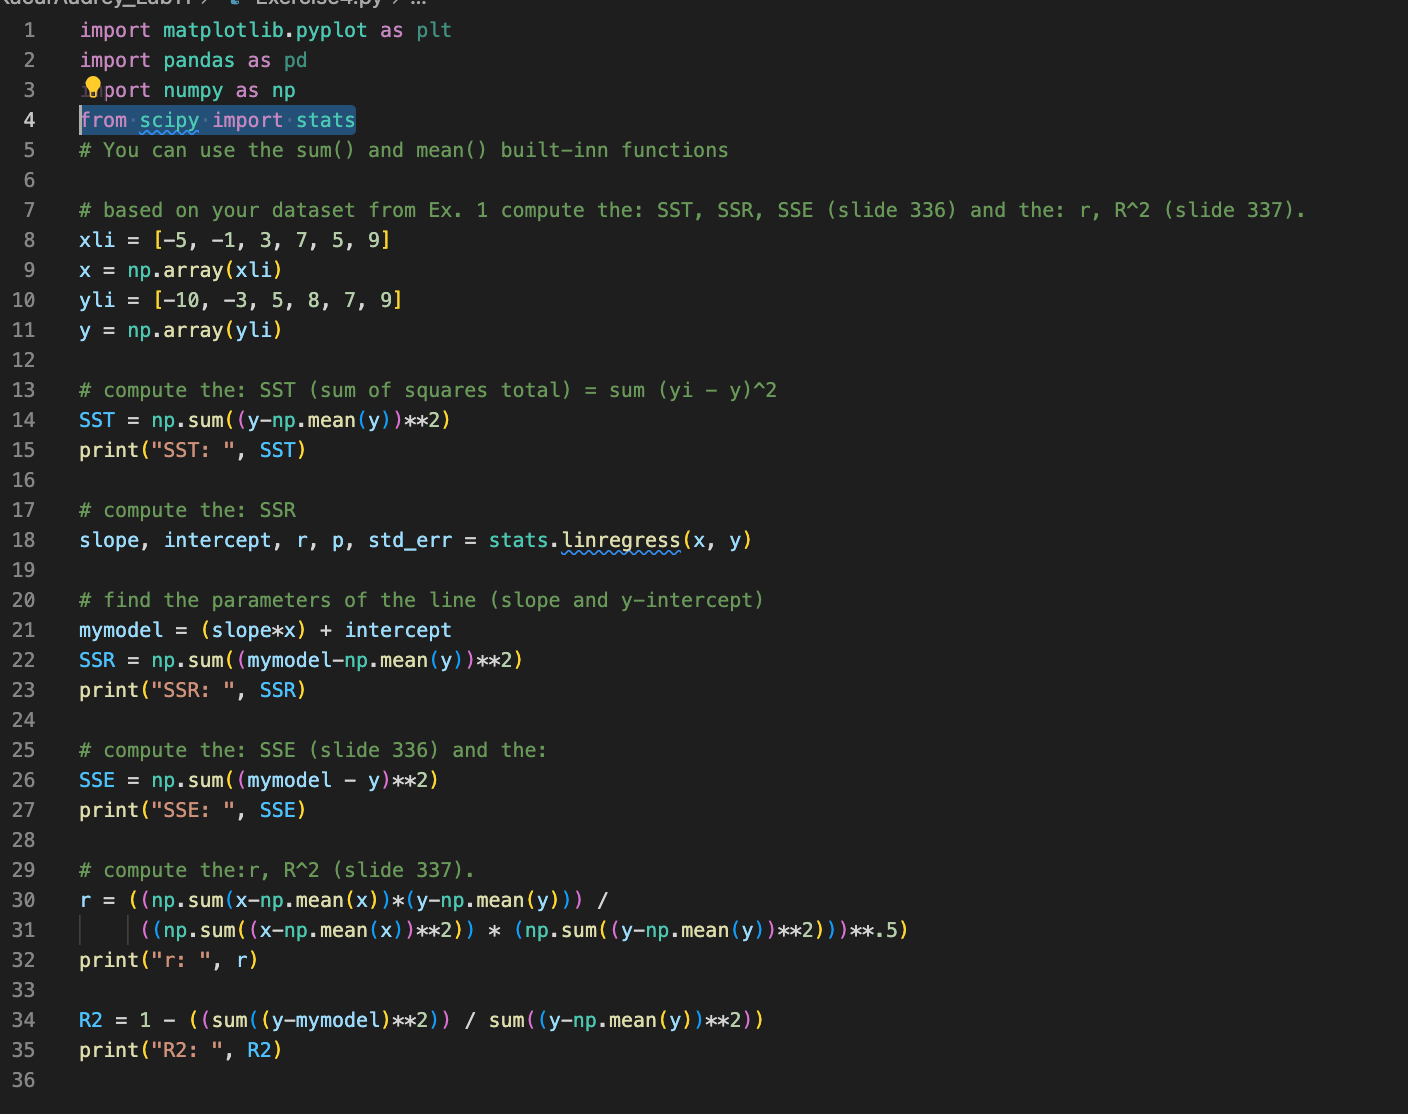 Exercise4.py > ...
1 import matplotlib.pyplot as plt
2 import pandas as pd
3 import numpy as np
4 from scipy import stats
5 # You can use the sum() and mean() built-inn functions
6
7 # based on your dataset from Ex. 1 compute the: SST, SSR, SSE (slide 336) and the: r, R^2 (slide 337).
8 xli = [-5, -1, 3, 7, 5, 9]
9 x = np.array(xli)
10 yli = [-10, -3, 5, 8, 7, 9]
11 y = np.array(yli)
12
13 # compute the: SST (sum of squares total) = sum (yi - y)^2
14 SST = np.sum((y-np.mean(y))**2)
15 print("SST: ", SST)
16
17 # compute the: SSR
18 slope, intercept, r, p, std_err = stats.linregress(x, y)
19
20 # find the parameters of the line (slope and y-intercept)
21 mymodel = (slope*x) + intercept
22 SSR = np.sum((mymodel-np.mean(y))**2)
23 print("SSR: ", SSR)
24
25 # compute the: SSE (slide 336) and the:
26 SSE = np.sum((mymodel - y)**2)
27 print("SSE: ", SSE)
28
29 # compute the:r, R^2 (slide 337).
30 r = ((np.sum(x-np.mean(x))*(y-np.mean(y))) /
31 ((np.sum((x-np.mean(x))**2)) * (np.sum((y-np.mean(y))**2)))**.5)
32 print("r: ", r)
33
34 R2 = 1 - ((sum((y-mymodel)**2)) / sum((y-np.mean(y))**2))
35 print("R2: ", R2)
36